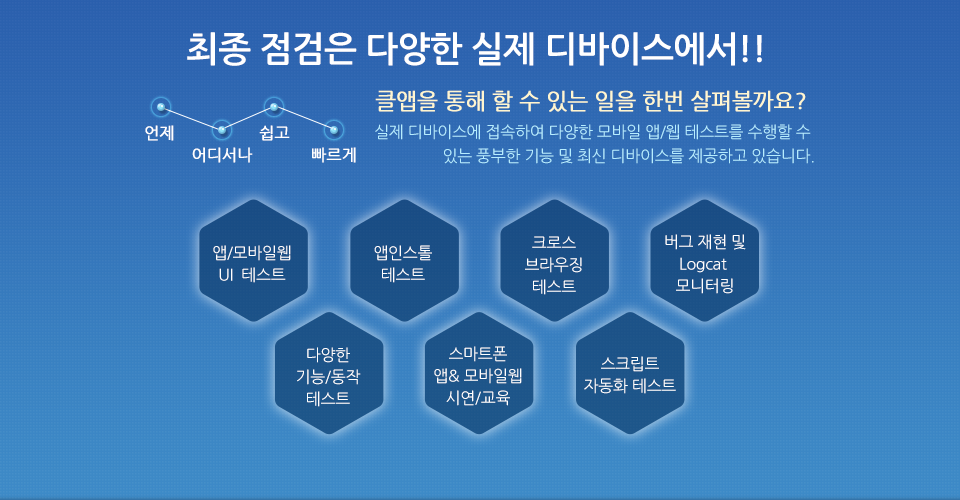 최종 점검은 다양한 실제 디바이스에서!!
언제
어디서나
쉽고
빠르게
클앱을 통해 할 수 있는 일을 한번 살펴볼까요?
실제 디바이스에 접속하여 다양한 모바일 앱/웹 테스트를 수행할 수
있는 풍부한 기능 및 최신 디바이스를 제공하고 있습니다.
앱/모바일웹
UI 테스트
앱인스톨
테스트
크로스
브라우징
테스트
버그 재현 및
Logcat
모니터링
다양한
기능/동작
테스트
스마트폰
앱& 모바일웹
시연/교육
스크립트
자동화 테스트